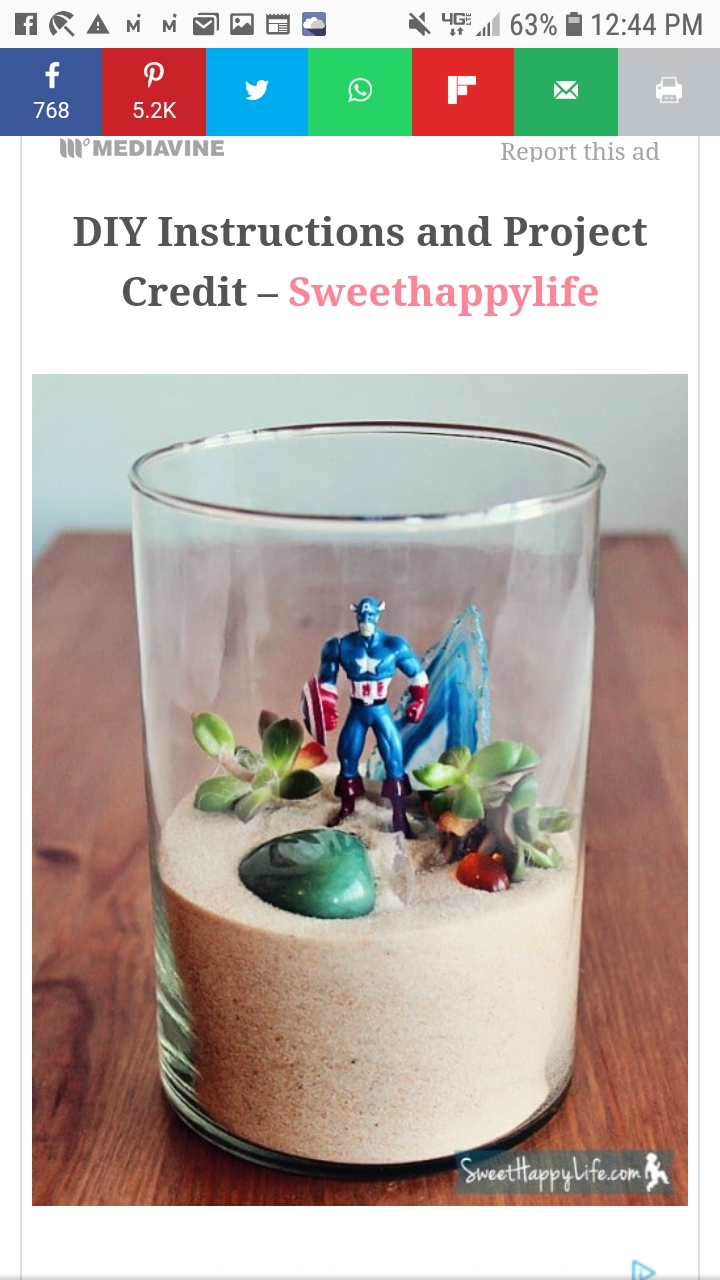 4G
63% 12:44 PM
768 5.2K
MEDIAVINE Report this ad
DIY Instructions and Project
Credit – Sweethappylife
A
SweetHappyLife.com